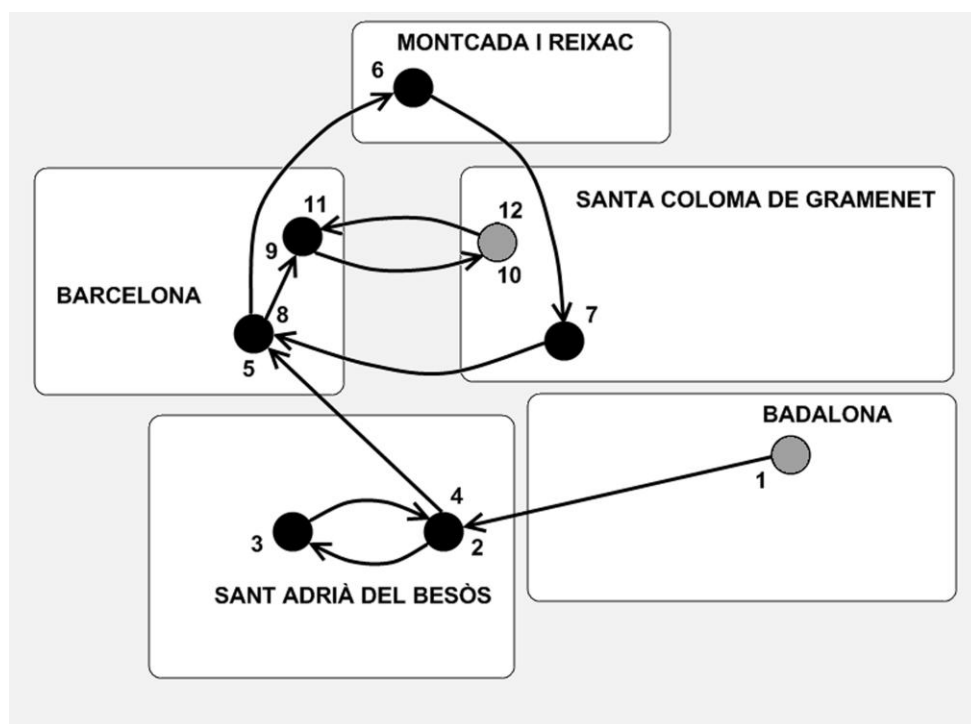 MONTCADA I REIXAC
6
SANTA COLOMA DE GRAMENET
11
12
9
10
BARCELONA
8
7
5
BADALONA
1
4
3
2
SANT ADRIÀ DEL BESÒS